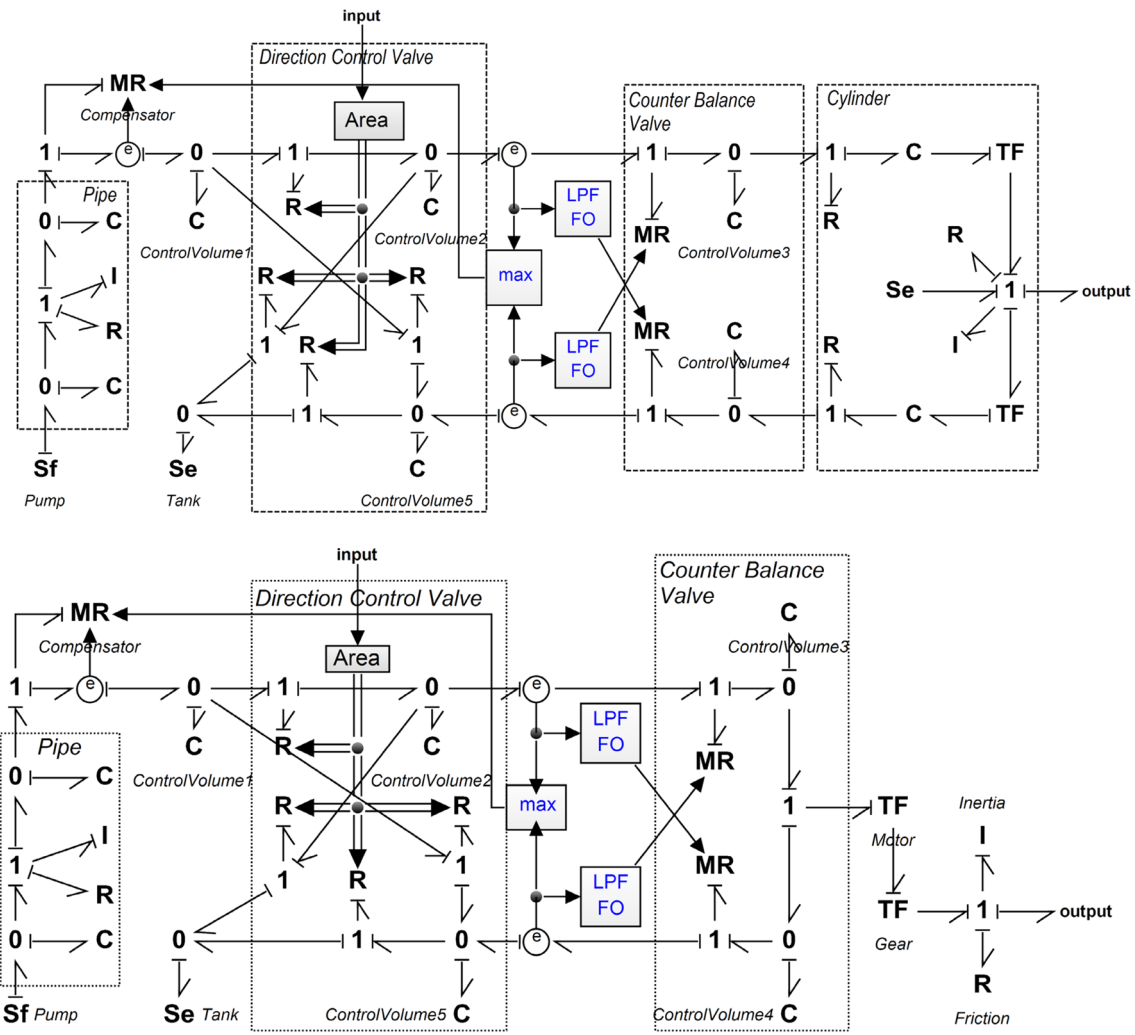 input
Direction Control Valve
MR
Compensator
Area
Counter Balance
Valve
Cylinder
1 e 0 1 0 e 1 0 1 C TF
Pipe
0 C
C
R
C
LPF
FO
MR
C
R
ControlVolume1
ControlVolume2
ControlVolume3
R
I
R
R
max
Se
1
output
1
R
1
R
1
LPF
FO
MR
C
ControlVolume4
R
I
0 C
0 1 0 e 1 0 1 C TF
Sf
Se
C
Pump
Tank
ControlVolume5
input
Direction Control Valve
MR
Compensator
Area
Counter Balance
Valve
C
ControlVolume3
1 e 0 1 0 e 1 0
Pipe
0 C
C
R
C
LPF
FO
MR
ControlVolume1
ControlVolume2
R
R
max
1
TF
Motor
Inertia
I
I
1
R
1
R
1
LPF
FO
MR
TF
1
output
Gear
0 C
0 1 0 e 1 0
R
Friction
Sf Pump
Se Tank
ControlVolume5 C
ControlVolume4 C